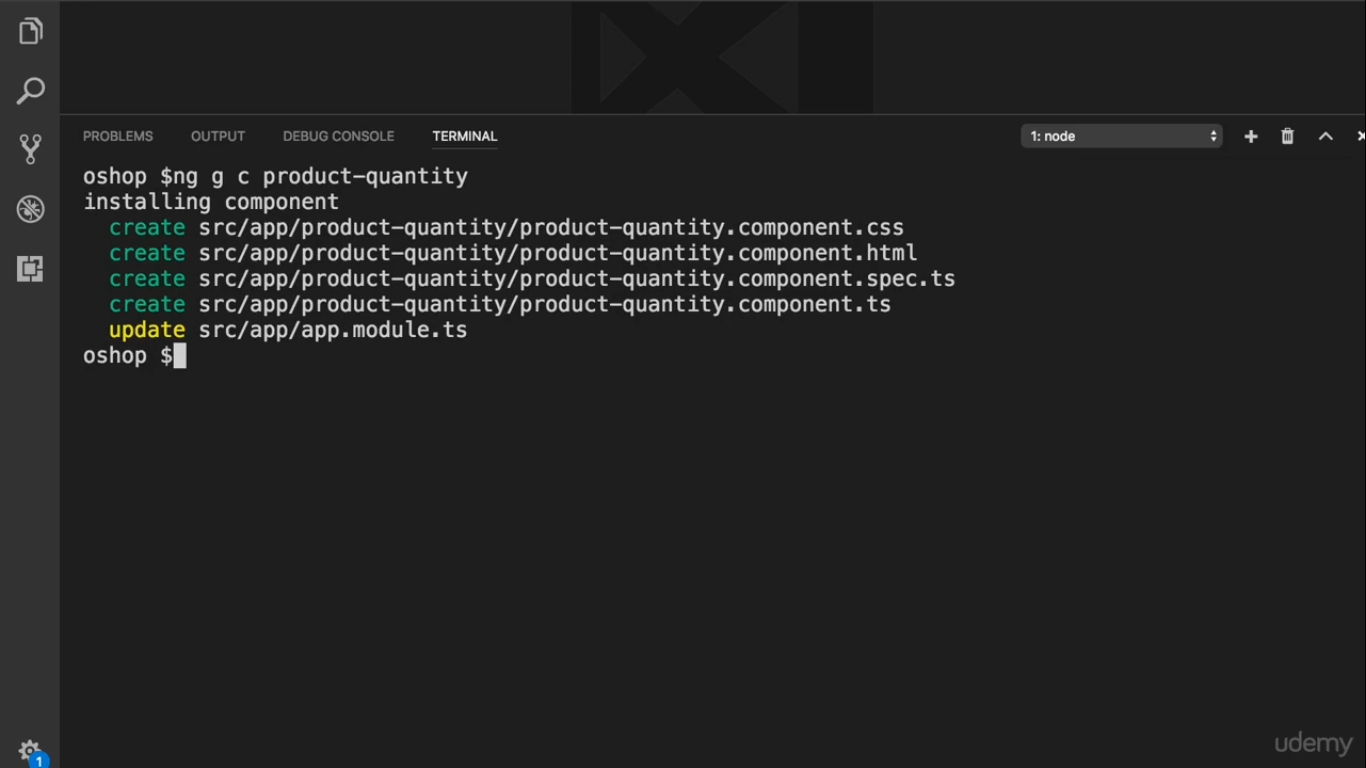 PROBLEMS OUTPUT DEBUG CONSOLE TERMINAL 1: node
oshop $ng g c product-quantity
installing component
create src/app/product-quantity/product-quantity.component.css
create src/app/product-quantity/product-quantity.component.html
create src/app/product-quantity/product-quantity.component.spec.ts
create src/app/product-quantity/product-quantity.component.ts
update src/app/app.module.ts
oshop $
udemy
1